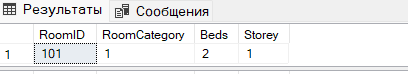 Результаты Сообщения
RoomID RoomCategory Beds Storey
1 101 1 2 1